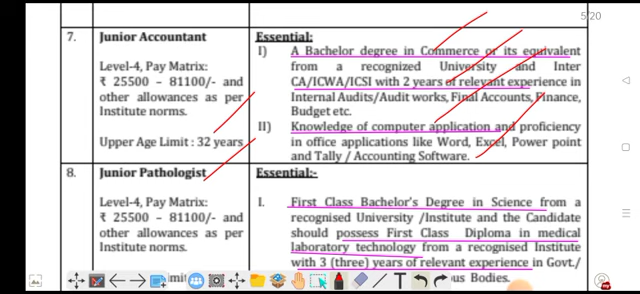 5/20
7. Junior Accountant
Level-4, Pay Matrix:
₹ 25500 - 81100/- and
other allowances as per
Institute norms.
Upper Age Limit : 32 years
Essential:
I) A Bachelor degree in Commerce or its equivalent
from a recognized University and Inter
CA/ICWA/ICSI with 2 years of relevant experience in
Internal Audits/Audit works, Final Accounts, Finance,
Budget etc.
II) Knowledge of computer application and proficiency
in office applications like Word, Excel, Power point
and Tally / Accounting Software.
8. Junior Pathologist
Level-4, Pay Matrix:
₹ 25500 - 81100/- and
other allowances as per
Institute norms.
Essential:-
I. First Class Bachelor's Degree in Science from a
recognised University /Institute and the Candidate
should possess First Class Diploma in medical
laboratory technology from a recognised Institute
with 3 (three) years of relevant experience in Govt./
Bodies.